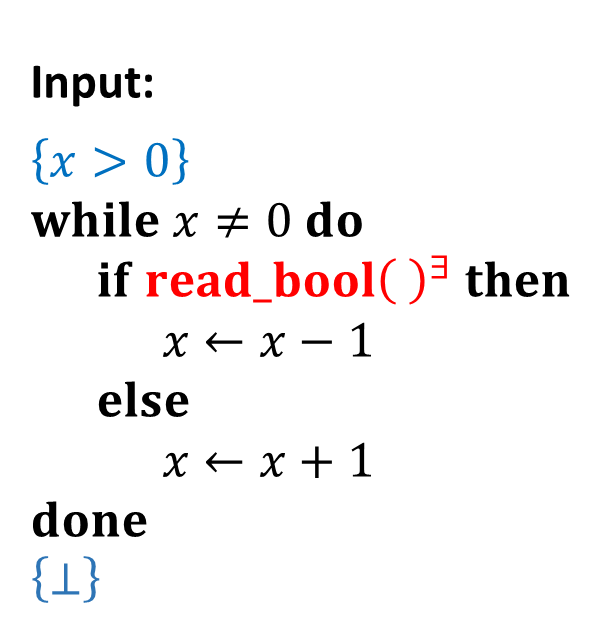 Input:
{x > 0}
while x ≠ 0 do
if read_bool( )^∃ then
x ← x − 1
else
x ← x + 1
done
{⊥}